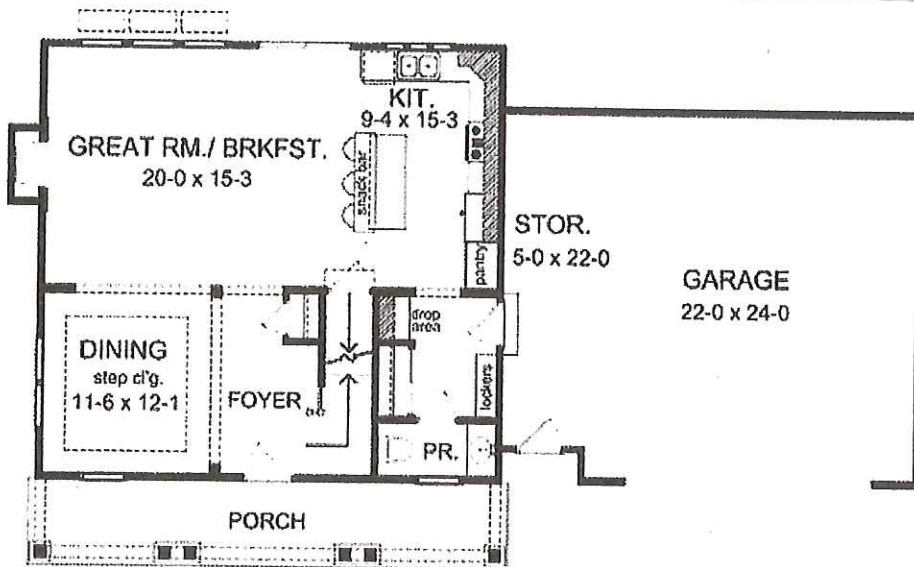 KIT.
9-4 x 15-3
GREAT RM./ BRKFST.
20-0 x 15-3
snack bar
STOR.
5-0 x 22-0
pantry
GARAGE
22-0 x 24-0
drop
area
DINING
step cl'g.
11-6 x 12-1
FOYER
lockers
PR.
PORCH